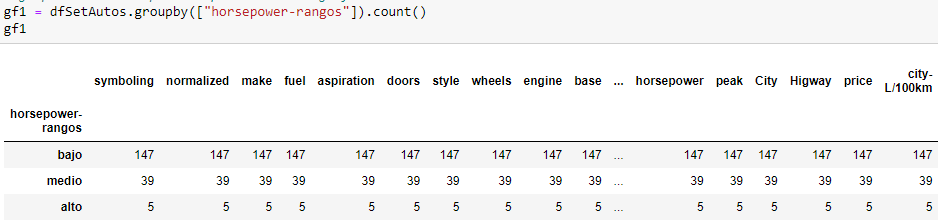 gf1 = dfSetAutos.groupby(["horsepower-rangos"]).count()
gf1
symboling normalized make fuel aspiration doors style wheels engine base ... horsepower peak City Higway price city-L/100km
horsepower-rangos
bajo 147 147 147 147 147 147 147 147 147 147 ... 147 147 147 147 147 147
medio 39 39 39 39 39 39 39 39 39 39 ... 39 39 39 39 39 39
alto 5 5 5 5 5 5 5 5 5 5 ... 5 5 5 5 5 5